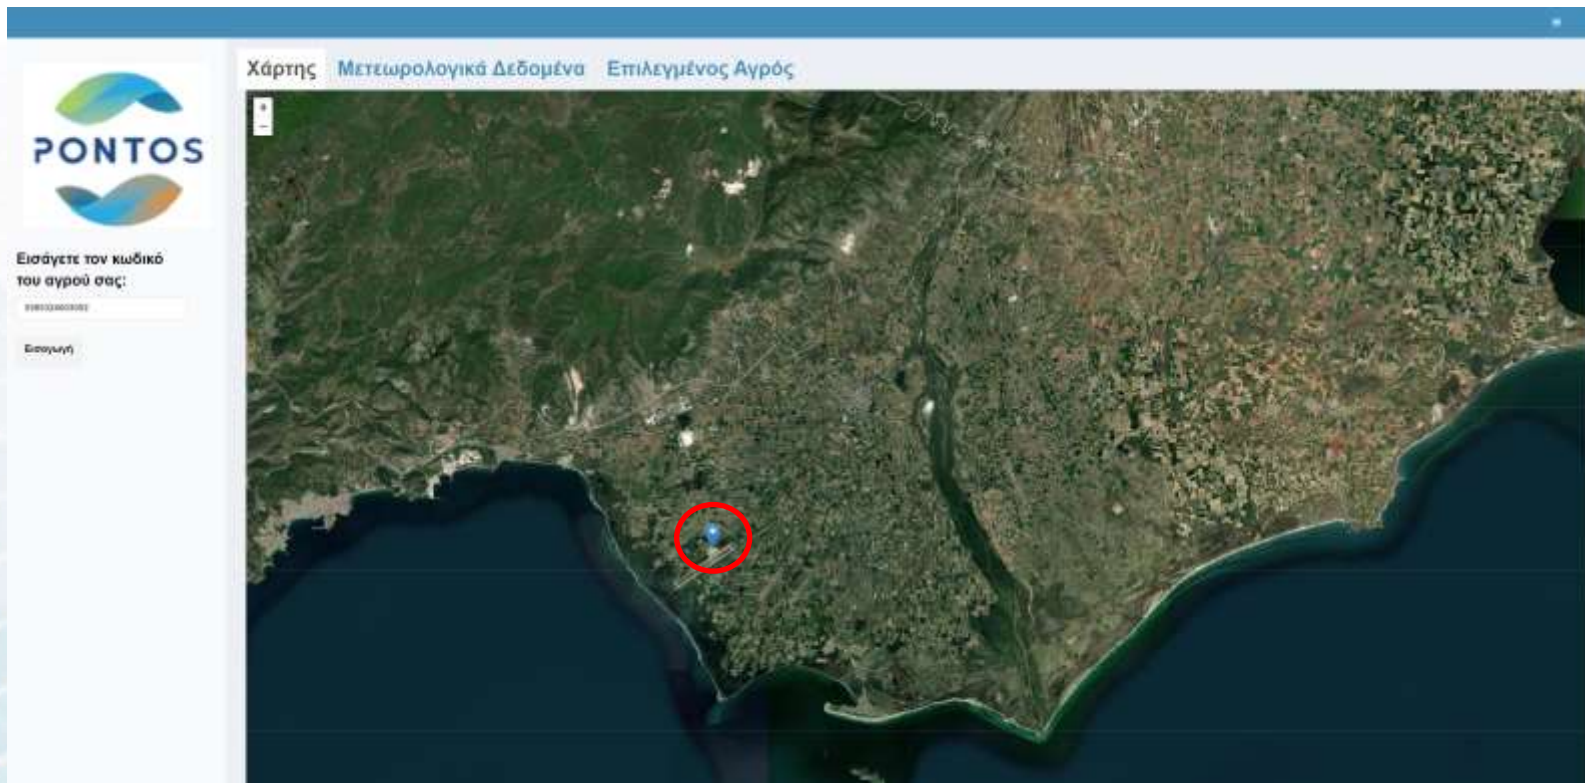 Χάρτης Μετεωρολογικά Δεδομένα Επιλεγμένος Αγρός
+
−
PONTOS
Εισάγετε τον κωδικό
του αγρού σας:
Εισαγωγή